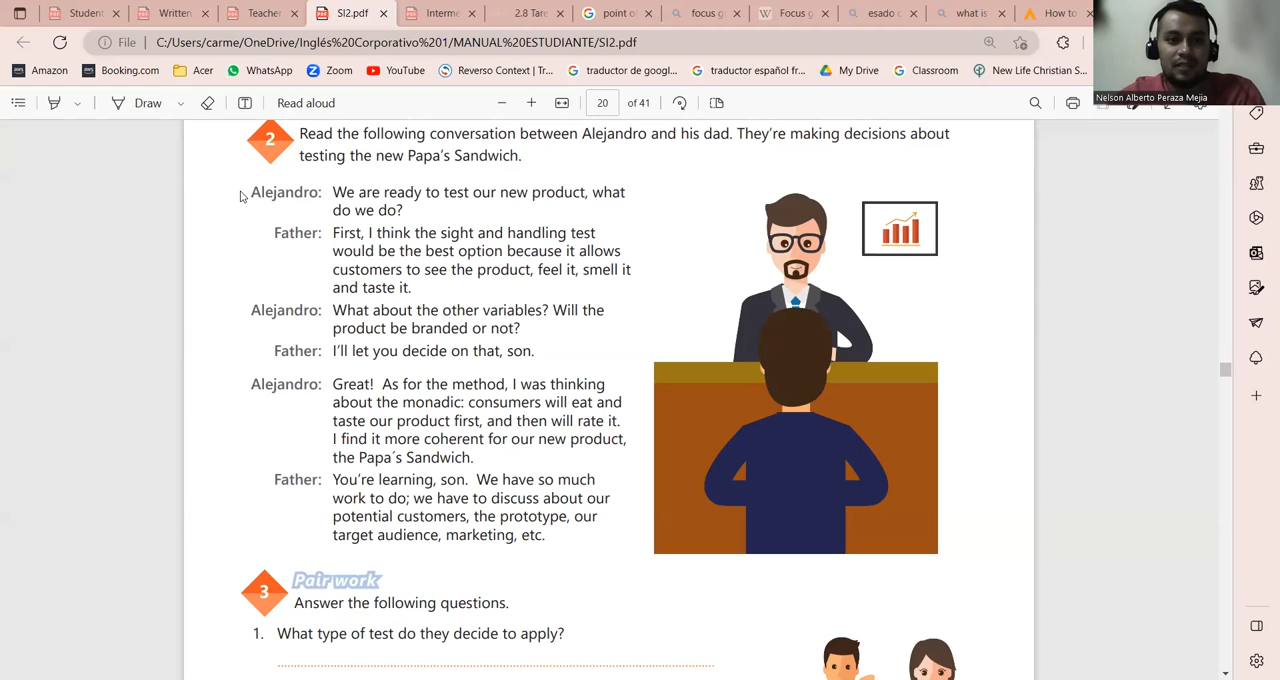 Student
Written
Teacher
SI2.pdf
Interme
2.8 Tare
point o
focus g
Focus g
esado c
what is
How to
File
C:/Users/carme/OneDrive/Inglés%20Corporativo%201/MANUAL%20ESTUDIANTE/SI2.pdf
Amazon
Booking.com
Acer
WhatsApp
Zoom
YouTube
Reverso Context | Tr...
traductor de googl...
traductor español fr...
My Drive
Classroom
New Life Christian S...
Nelson Alberto Peraza Mejia
Draw
Read aloud
20 of 41
2
Read the following conversation between Alejandro and his dad. They're making decisions about
testing the new Papa's Sandwich.
Alejandro: We are ready to test our new product, what
do we do?
Father: First, I think the sight and handling test
would be the best option because it allows
customers to see the product, feel it, smell it
and taste it.
Alejandro: What about the other variables? Will the
product be branded or not?
Father: I'll let you decide on that, son.
Alejandro: Great! As for the method, I was thinking
about the monadic: consumers will eat and
taste our product first, and then will rate it.
I find it more coherent for our new product,
the Papa´s Sandwich.
Father: You're learning, son. We have so much
work to do; we have to discuss about our
potential customers, the prototype, our
target audience, marketing, etc.
3
Pair work
Answer the following questions.
1. What type of test do they decide to apply?